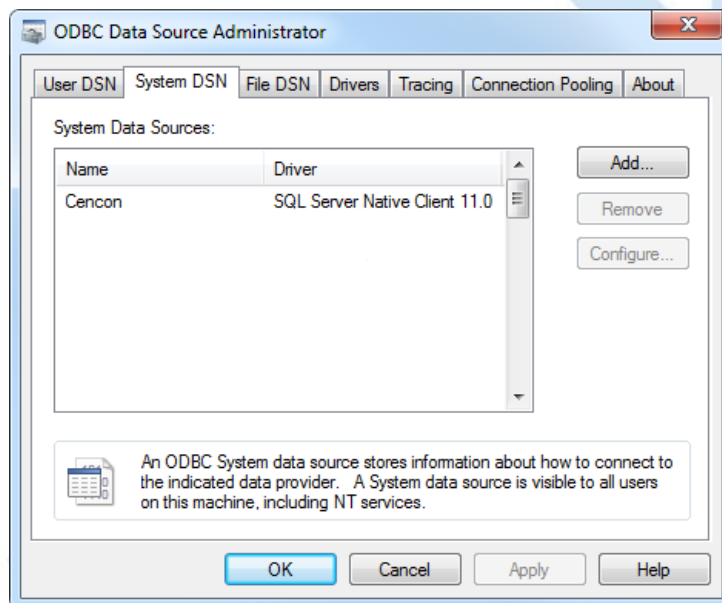 ODBC Data Source Administrator
User DSN System DSN File DSN Drivers Tracing Connection Pooling About
System Data Sources:
Name Driver
Cencon SQL Server Native Client 11.0
Add...
Remove
Configure...
An ODBC System data source stores information about how to connect to
the indicated data provider. A System data source is visible to all users
on this machine, including NT services.
OK Cancel Apply Help